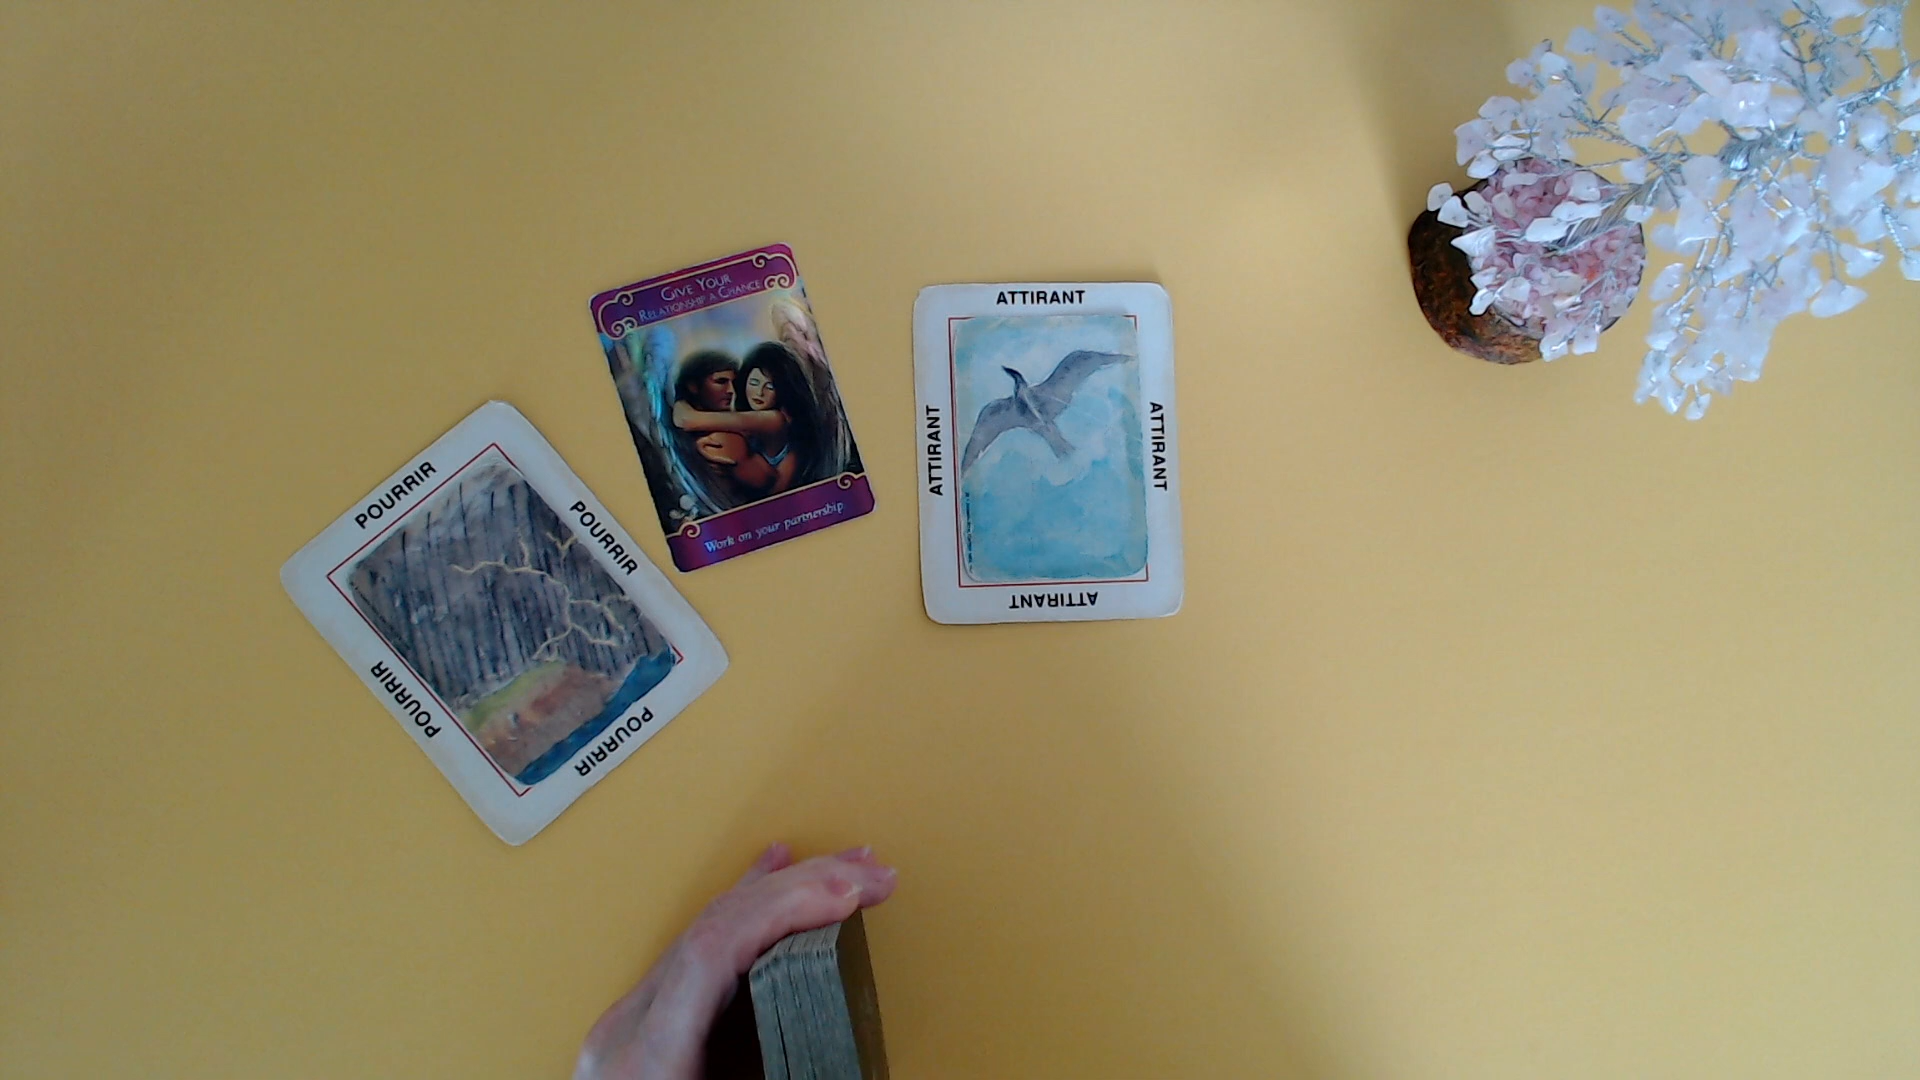 GIVE YOUR
RELATIONSHIP A CHANCE
Work on your partnership
ATTIRANT
ATTIRANT
ATTIRANT
ATTIRANT
POURRIR
POURRIR
POURRIR
POURRIR